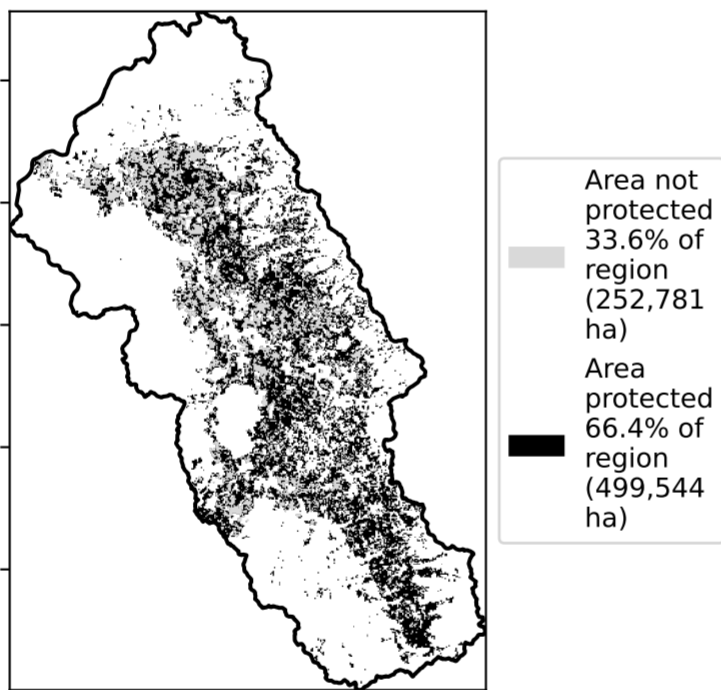 Area not
protected
33.6% of
region
(252,781
ha)
Area
protected
66.4% of
region
(499,544
ha)